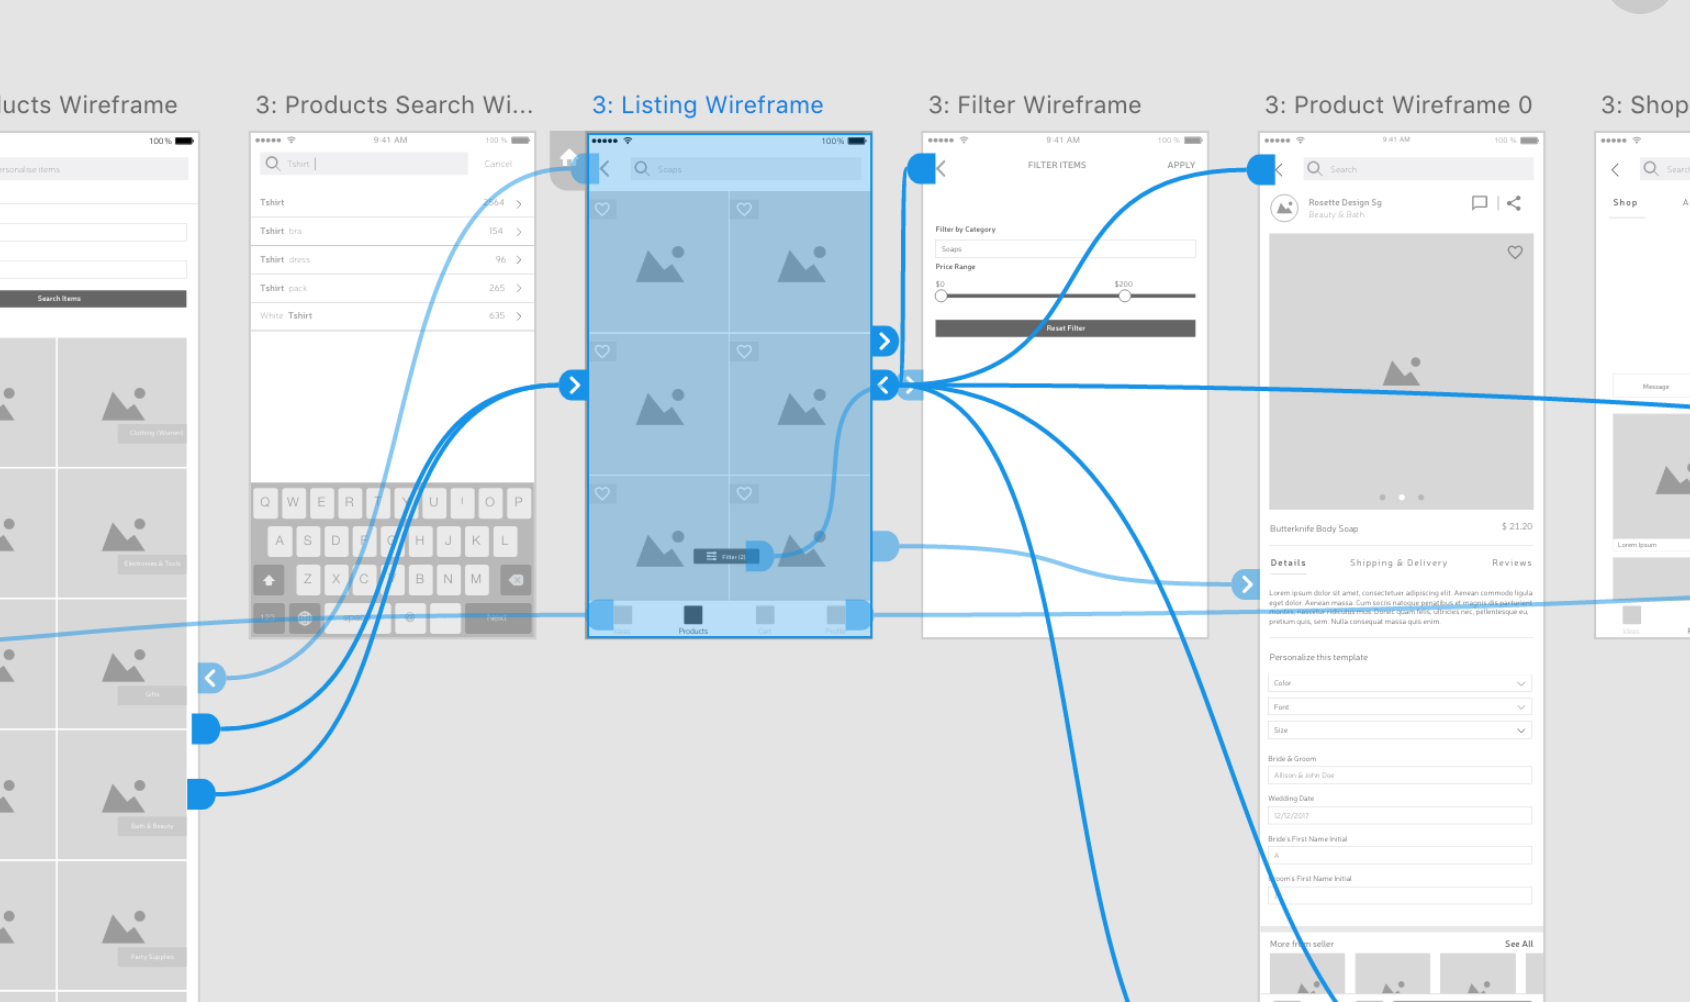 ucts Wireframe
3: Products Search Wi...
3: Listing Wireframe
3: Filter Wireframe
3: Product Wireframe 0
3: Shop
100%
ersonalise items
Search Items
Clothing (Women)
Electronics & Tools
Gifts
Bath & Beauty
Party Supplies
9:41 AM
100 %
Tshirt
Cancel
Tshirt
2564
Tshirt bra
154
Tshirt dress
96
Tshirt pack
265
White Tshirt
635
Q W E R T Y U I O P
A S D F G H J K L
Z X C B N M
123
space
@
100%
Soaps
Filter (2)
Ideas
Products
Cart
Profile
9:41 AM
100 %
FILTER ITEMS
APPLY
Filter by Category
Soaps
Price Range
$0
$200
Reset Filter
9:41 AM
100 %
Search
Rosette Design Sg
Beauty & Bath
Butterknife Body Soap
$ 21.20
Details
Shipping & Delivery
Reviews
Lorem ipsum dolor sit amet, consectetuer adipiscing elit. Aenean commodo ligula
eget dolor. Aenean massa. Cum sociis natoque penatibus et magnis dis parturient
montes, nascetur ridiculus mus. Donec quam felis, ultricies nec, pellentesque eu,
pretium quis, sem. Nulla consequat massa quis enim.
Personalize this template
Color
Font
Size
Bride & Groom
Allison & John Doe
Wedding Date
12/12/2017
Bride's First Name Initial
A
room's First Name Initial
More from seller
See All
Searc
Shop
A
Message
Lorem Ipsum
Ideas